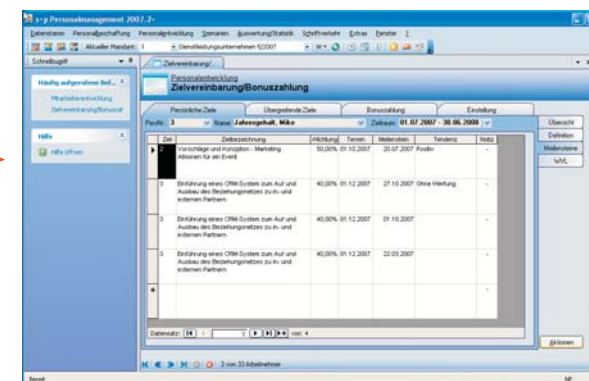 s+p Personalmanagement 2007.2+
Datenstamm Personalbeschaffung Personalentwicklung Szenarien Auswertung/Statistik Schriftverkehr Extras Fenster ?
Aktueller Mandant: 1 Dienstleistungsunternehmen 5/2007
Schreibugif
Zielvereinbarung/..
Häufig aufgerufene Bef...
Mitarbeiterentwicklung
Zielvereinbarung/Bonuszal
Hilfe
Hilfe öffnen
Personalentwicklung
Zielvereinbarung/Bonuszahlung
Persönliche Ziele Übergreifende Ziele Bonuszahlung Einstellung
PersNr. 3 Name Jahresgehalt, Mike Zeitraum 01.07.2007 - 30.06.2008
Übersicht
Definition
Meilensteine
WVL
Ziel Zielbezeichnung Wichtung Termin Meilenstein Tendenz Notiz
2 Vorschläge und Konzeption - Marketing 50,00% 01.10.2007 20.07.2007 Positiv -
Aktionen für ein Event
3 Einführung eines CRM-System zum Auf und 40,00% 01.12.2007 27.10.2007 Ohne Wertung -
Ausbau des Beziehungsnetzes zu in- und
externen Partnern
3 Einführung eines CRM-System zum Auf und 40,00% 01.12.2007 01.10.2007 -
Ausbau des Beziehungsnetzes zu in- und
externen Partnern
3 Einführung eines CRM-System zum Auf und 40,00% 01.12.2007 22.03.2007 -
Ausbau des Beziehungsnetzes zu in- und
externen Partnern
Datensatz: 1 von 4
Aktionen
3 von 33 Arbeitnehmer
Bereit NF